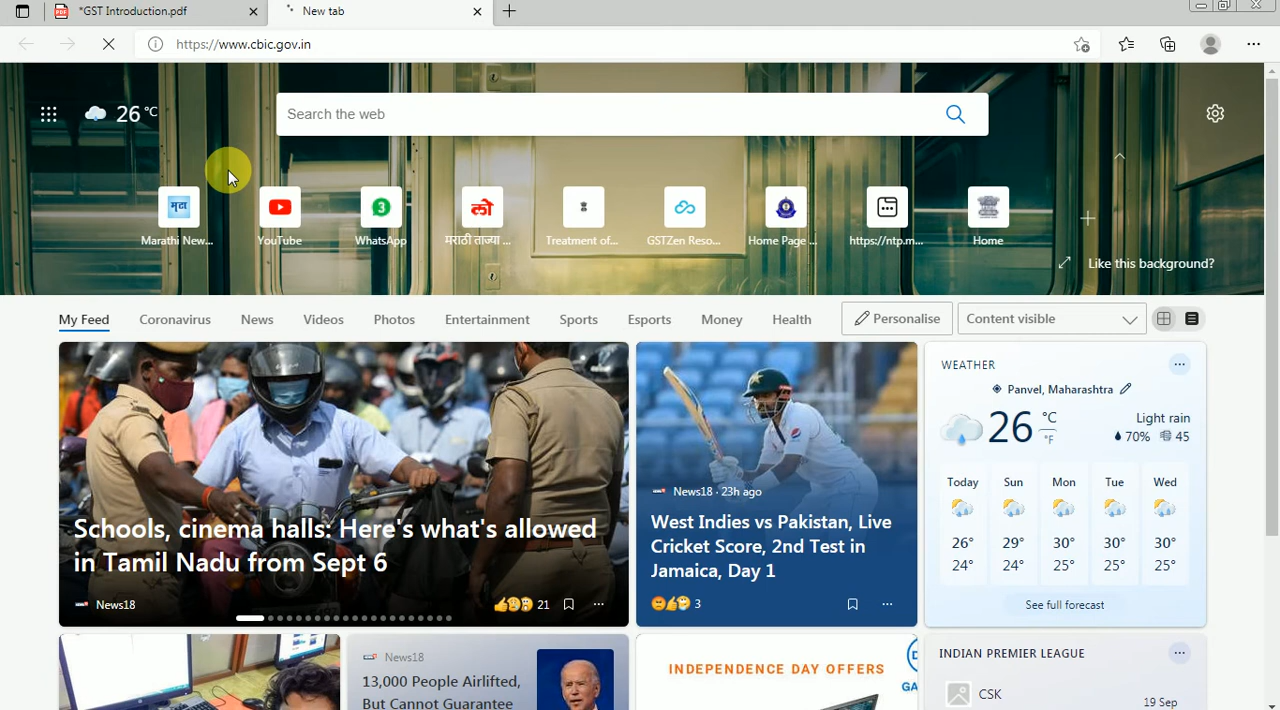 *GST Introduction.pdf
New tab
https://www.cbic.gov.in
26 °C
Search the web
मटा
3
लो
Marathi New...
YouTube
WhatsApp
मराठी ताज्या ...
Treatment of...
GSTZen Reso...
Home Page ...
https://ntp.m...
Home
Like this background?
My Feed
Coronavirus
News
Videos
Photos
Entertainment
Sports
Esports
Money
Health
Personalise
Content visible
Schools, cinema halls: Here's what's allowed
in Tamil Nadu from Sept 6
News18
21
News18 · 23h ago
West Indies vs Pakistan, Live
Cricket Score, 2nd Test in
Jamaica, Day 1
3
WEATHER
Panvel, Maharashtra
26 °C
°F
Light rain
70% 45
Today Sun Mon Tue Wed
26° 29° 30° 30° 30°
24° 24° 25° 25° 25°
See full forecast
News18
13,000 People Airlifted,
But Cannot Guarantee
INDEPENDENCE DAY OFFERS
GA
INDIAN PREMIER LEAGUE
CSK
19 Sep